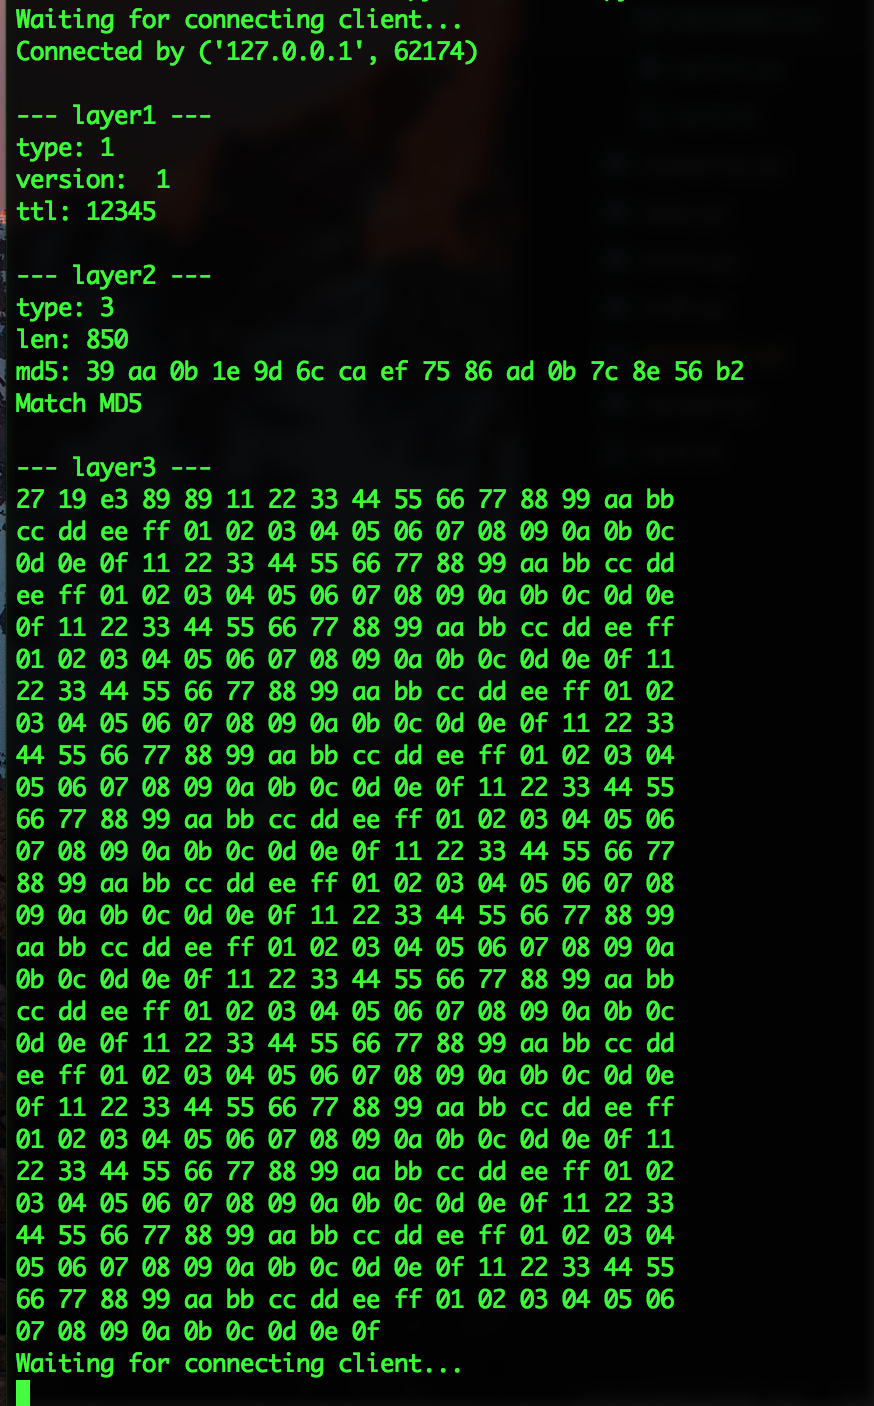 Waiting for connecting client...
Connected by ('127.0.0.1', 62174)
--- layer1 ---
type: 1
version:  1
ttl: 12345
--- layer2 ---
type: 3
len: 850
md5: 39 aa 0b 1e 9d 6c ca ef 75 86 ad 0b 7c 8e 56 b2
Match MD5
--- layer3 ---
27 19 e3 89 89 11 22 33 44 55 66 77 88 99 aa bb
cc dd ee ff 01 02 03 04 05 06 07 08 09 0a 0b 0c
0d 0e 0f 11 22 33 44 55 66 77 88 99 aa bb cc dd
ee ff 01 02 03 04 05 06 07 08 09 0a 0b 0c 0d 0e
0f 11 22 33 44 55 66 77 88 99 aa bb cc dd ee ff
01 02 03 04 05 06 07 08 09 0a 0b 0c 0d 0e 0f 11
22 33 44 55 66 77 88 99 aa bb cc dd ee ff 01 02
03 04 05 06 07 08 09 0a 0b 0c 0d 0e 0f 11 22 33
44 55 66 77 88 99 aa bb cc dd ee ff 01 02 03 04
05 06 07 08 09 0a 0b 0c 0d 0e 0f 11 22 33 44 55
66 77 88 99 aa bb cc dd ee ff 01 02 03 04 05 06
07 08 09 0a 0b 0c 0d 0e 0f 11 22 33 44 55 66 77
88 99 aa bb cc dd ee ff 01 02 03 04 05 06 07 08
09 0a 0b 0c 0d 0e 0f 11 22 33 44 55 66 77 88 99
aa bb cc dd ee ff 01 02 03 04 05 06 07 08 09 0a
0b 0c 0d 0e 0f 11 22 33 44 55 66 77 88 99 aa bb
cc dd ee ff 01 02 03 04 05 06 07 08 09 0a 0b 0c
0d 0e 0f 11 22 33 44 55 66 77 88 99 aa bb cc dd
ee ff 01 02 03 04 05 06 07 08 09 0a 0b 0c 0d 0e
0f 11 22 33 44 55 66 77 88 99 aa bb cc dd ee ff
01 02 03 04 05 06 07 08 09 0a 0b 0c 0d 0e 0f 11
22 33 44 55 66 77 88 99 aa bb cc dd ee ff 01 02
03 04 05 06 07 08 09 0a 0b 0c 0d 0e 0f 11 22 33
44 55 66 77 88 99 aa bb cc dd ee ff 01 02 03 04
05 06 07 08 09 0a 0b 0c 0d 0e 0f 11 22 33 44 55
66 77 88 99 aa bb cc dd ee ff 01 02 03 04 05 06
07 08 09 0a 0b 0c 0d 0e 0f
Waiting for connecting client...